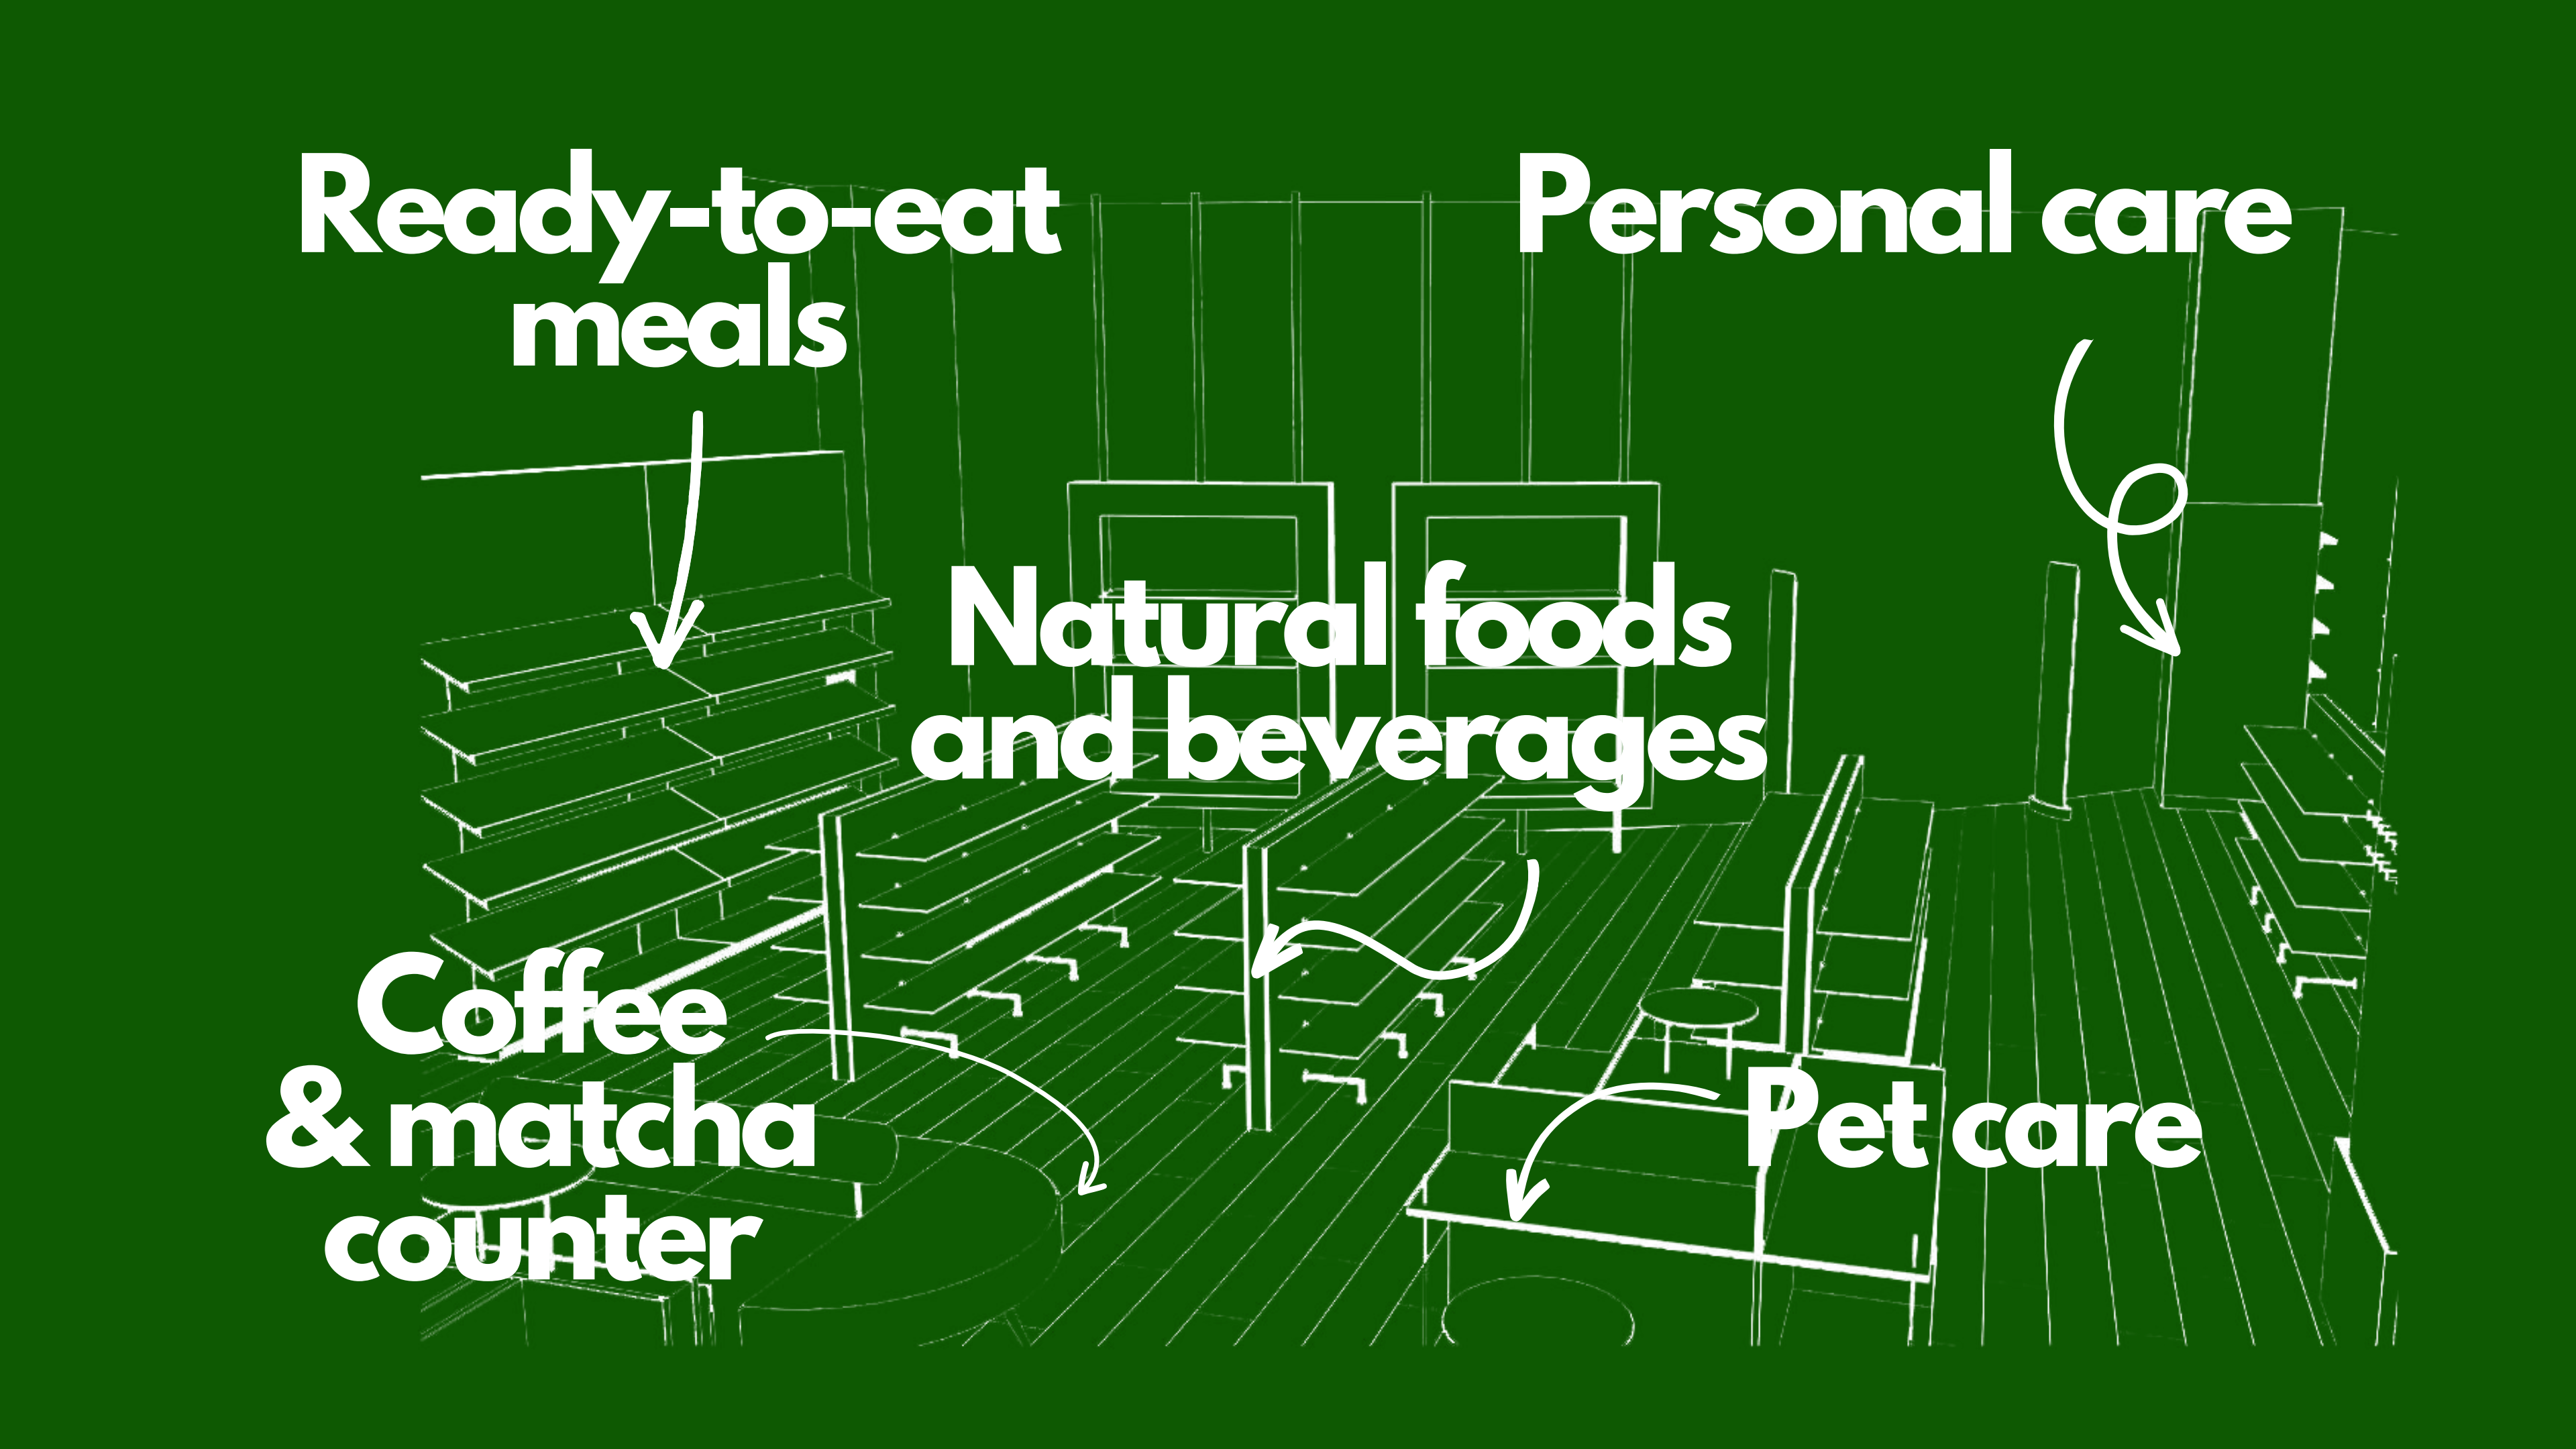 Ready-to-eat
meals
Personal care
Natural foods
and beverages
Coffee
& matcha
counter
Pet care